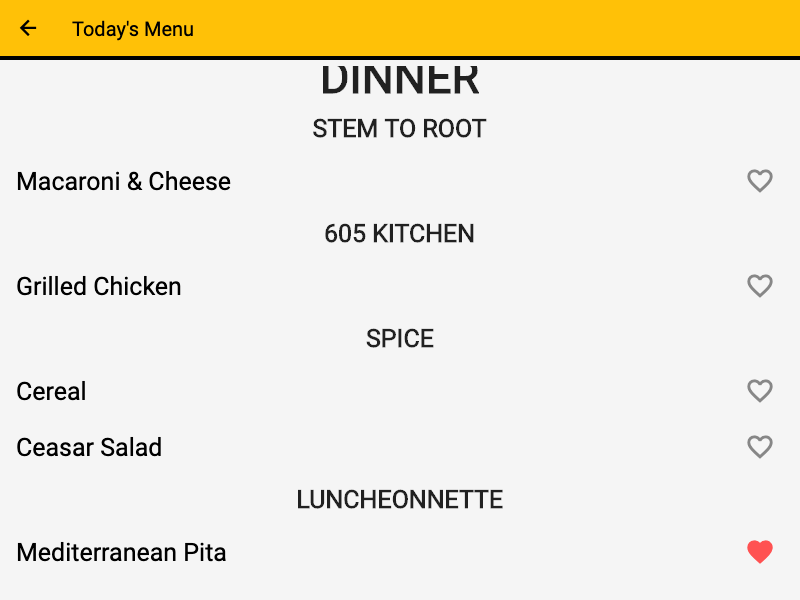 Today's Menu
DINNER
STEM TO ROOT
Macaroni & Cheese
605 KITCHEN
Grilled Chicken
SPICE
Cereal
Ceasar Salad
LUNCHEONNETTE
Mediterranean Pita